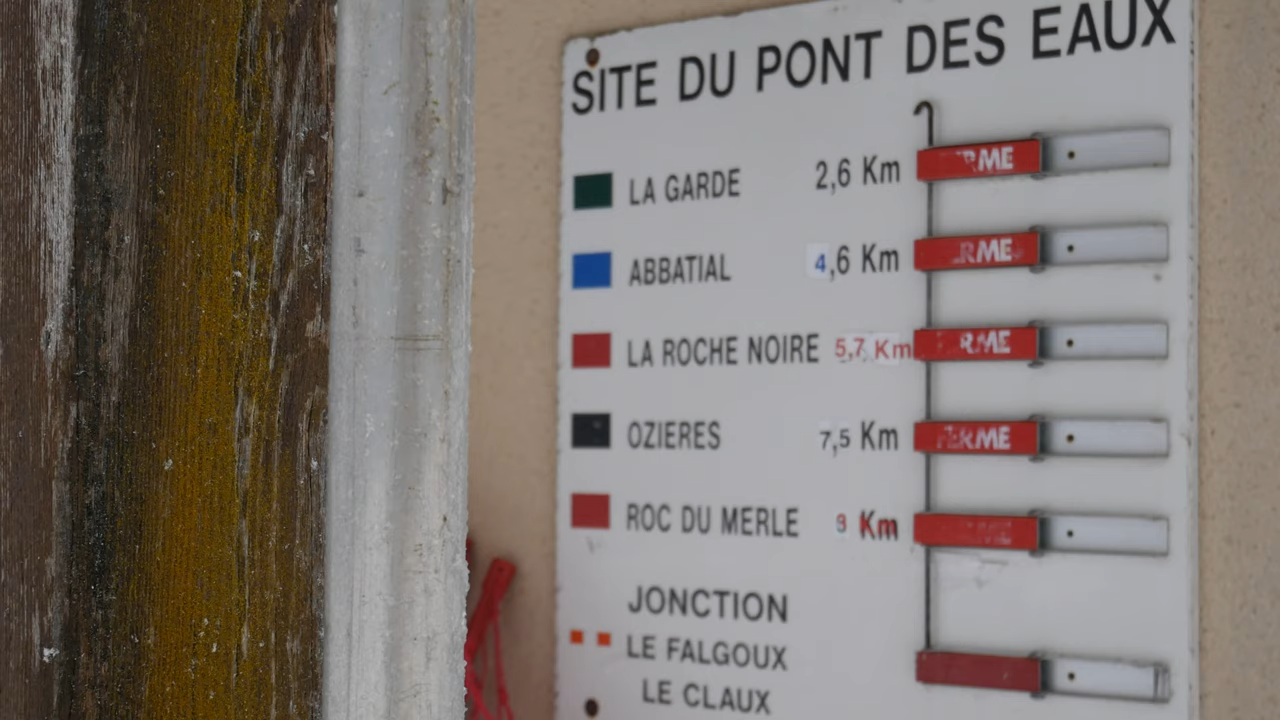 SITE DU PONT DES EAUX
LA GARDE 2,6 Km
ABBATIAL 4,6 Km
LA ROCHE NOIRE 5,7 Km
OZIERES 7,5 Km FERME
ROC DU MERLE 9 Km
JONCTION
LE FALGOUX
LE CLAUX